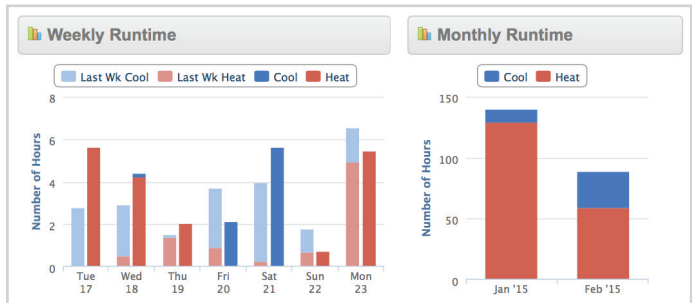 Weekly Runtime
Last Wk Cool Last Wk Heat Cool Heat
Number of Hours
8
6
4
2
0
Tue Wed Thu Fri Sat Sun Mon
17 18 19 20 21 22 23
Monthly Runtime
Cool Heat
Number of Hours
150
100
50
0
Jan '15 Feb '15